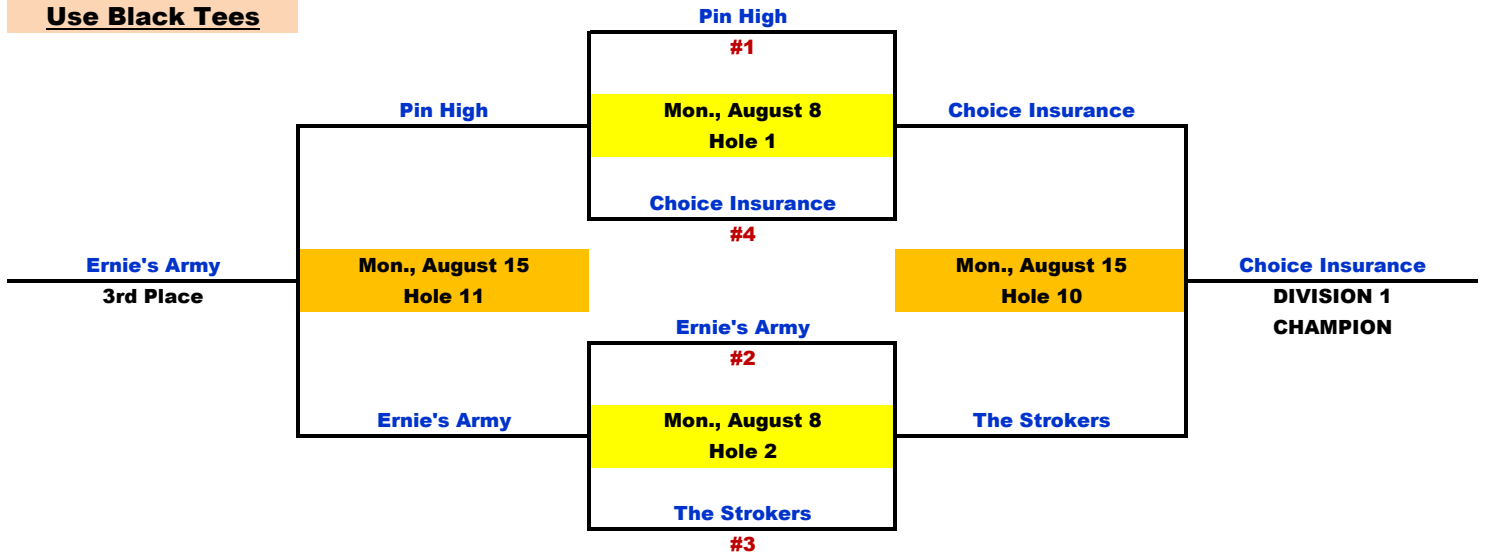 Use Black Tees
Pin High
#1
Pin High
Mon., August 8
Hole 1
Choice Insurance
Choice Insurance
#4
Ernie's Army
3rd Place
Mon., August 15
Hole 11
Mon., August 15
Hole 10
Choice Insurance
DIVISION 1
CHAMPION
Ernie's Army
#2
Ernie's Army
Mon., August 8
Hole 2
The Strokers
The Strokers
#3